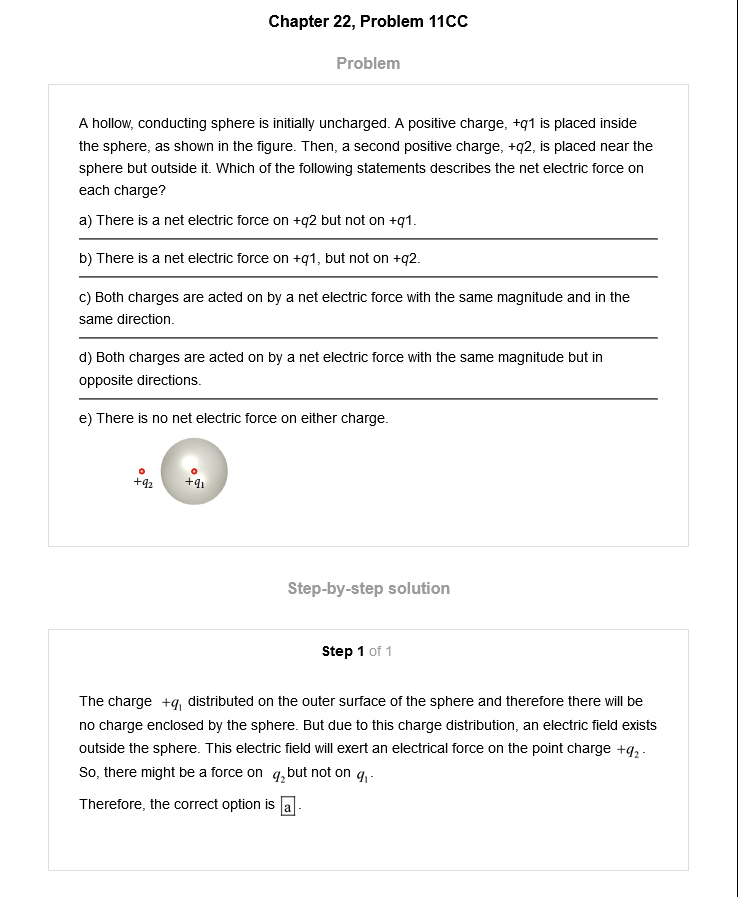 Chapter 22, Problem 11CC
Problem
A hollow, conducting sphere is initially uncharged. A positive charge, +q1 is placed inside
the sphere, as shown in the figure. Then, a second positive charge, +q2, is placed near the
sphere but outside it. Which of the following statements describes the net electric force on
each charge?
a) There is a net electric force on +q2 but not on +q1.
b) There is a net electric force on +q1, but not on +q2.
c) Both charges are acted on by a net electric force with the same magnitude and in the
same direction.
d) Both charges are acted on by a net electric force with the same magnitude but in
opposite directions.
e) There is no net electric force on either charge.
+q₂ +q₁
Step-by-step solution
Step 1 of 1
The charge +q₁ distributed on the outer surface of the sphere and therefore there will be
no charge enclosed by the sphere. But due to this charge distribution, an electric field exists
outside the sphere. This electric field will exert an electrical force on the point charge +q₂.
So, there might be a force on q₂ but not on q₁.
Therefore, the correct option is a.